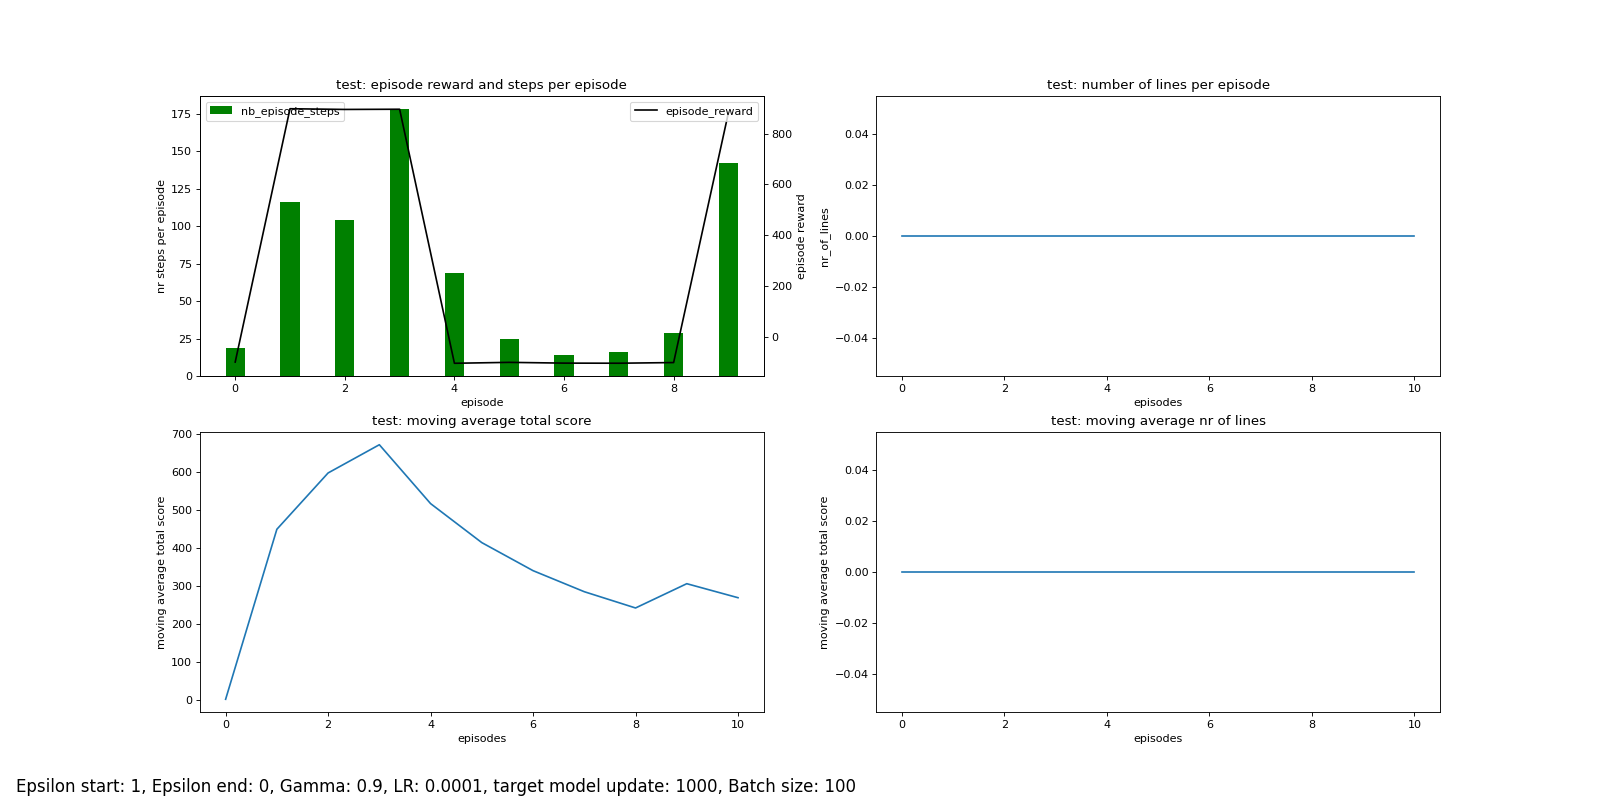 test: episode reward and steps per episode
nb_episode_steps
episode_reward
175
150
125
100
75
50
25
0
nr steps per episode
800
600
400
200
0
episode reward
0 2 4 6 8
episode
test: number of lines per episode
0.04
0.02
0.00
−0.02
−0.04
nr_of_lines
0 2 4 6 8 10
episodes
test: moving average total score
700
600
500
400
300
200
100
0
moving average total score
0 2 4 6 8 10
episodes
test: moving average nr of lines
0.04
0.02
0.00
−0.02
−0.04
moving average total score
0 2 4 6 8 10
episodes
Epsilon start: 1, Epsilon end: 0, Gamma: 0.9, LR: 0.0001, target model update: 1000, Batch size: 100